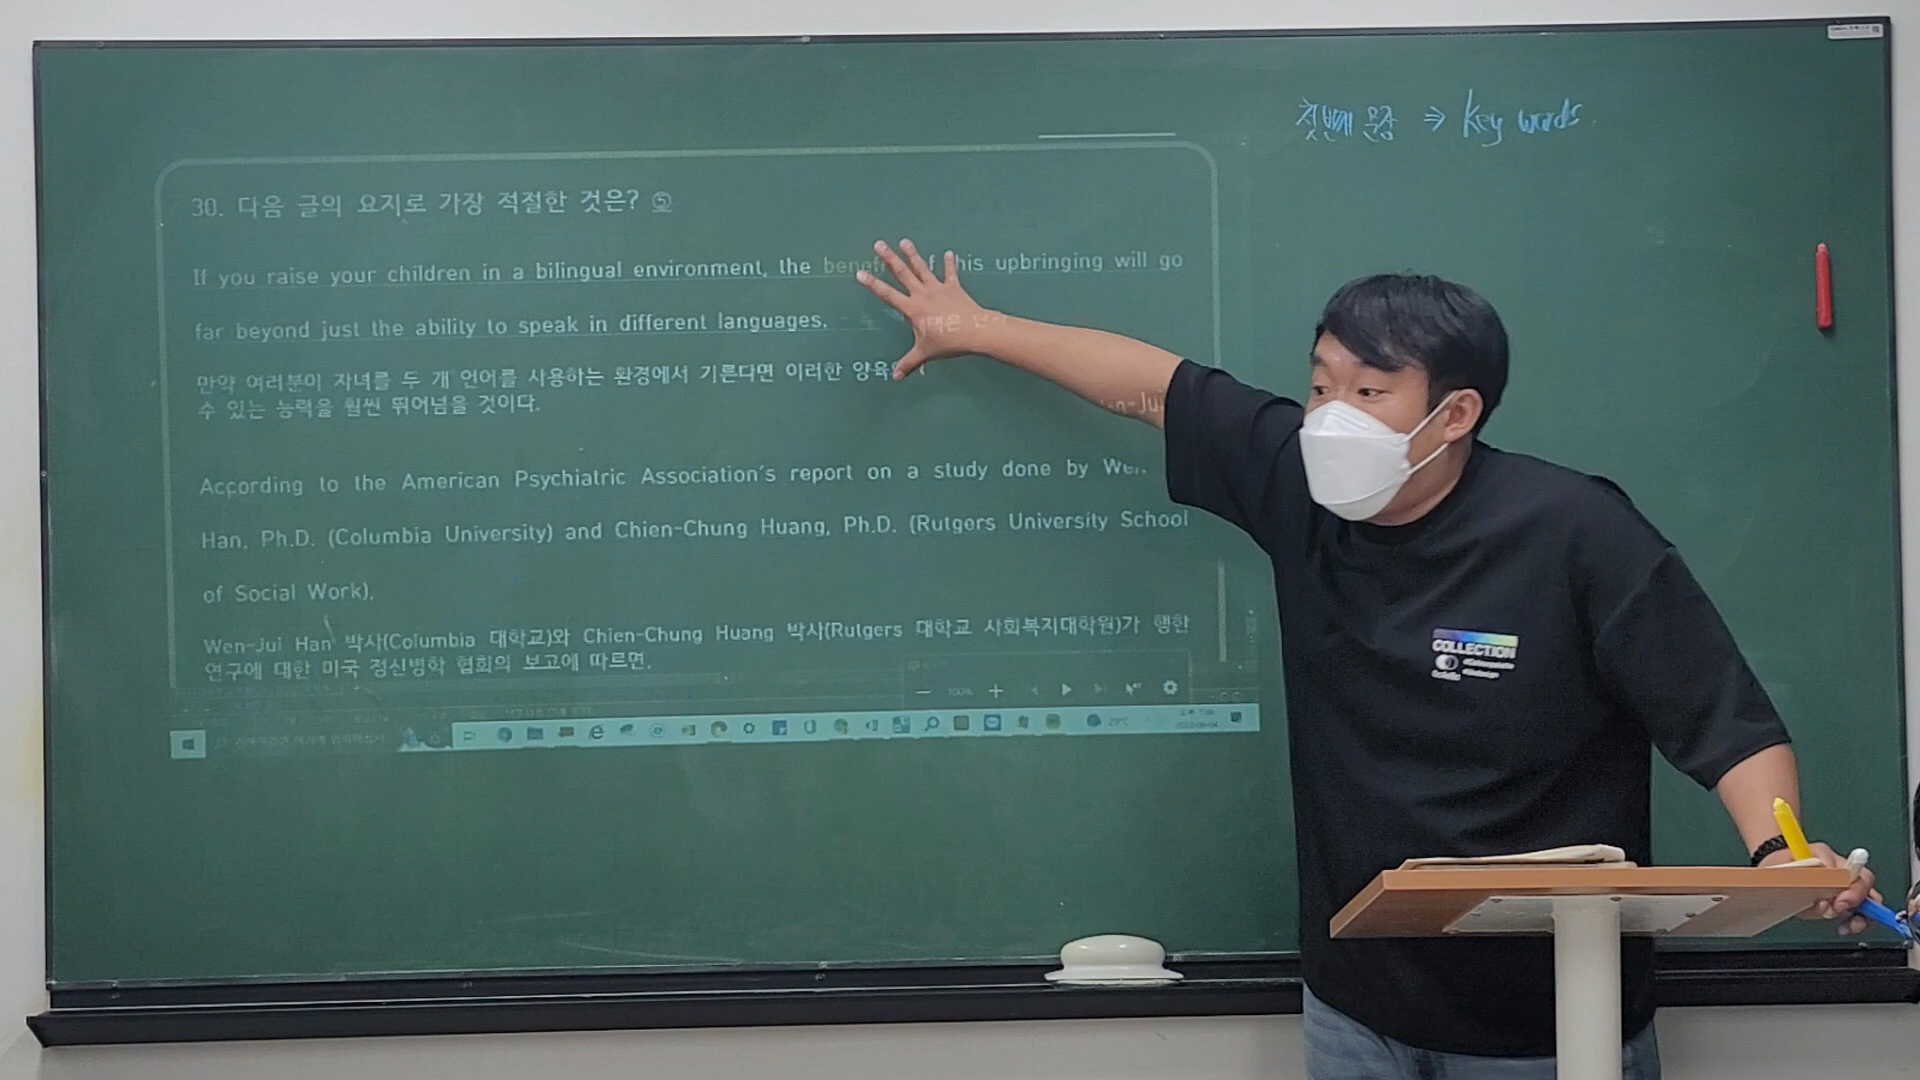 첫번째 문장 ⇒ Key words.
30. 다음 글의 요지로 가장 적절한 것은? ⑤
If you raise your children in a bilingual environment, the of this upbringing will go
far beyond just the ability to speak in different languages,
만약 여러분이 자녀를 두 개 언어를 사용하는 환경에서 기른다면 이러한
수 있는 능력을 훨씬 뛰어넘을 것이다.
According to the American Psychiatric Association's report on a study done by
Han, Ph.D. (Columbia University) and Chien-Chung Huang, Ph.D. (Rutgers University School
of Social Work),
Wen-Jui Han 박사(Columbia 대학교)와 Chien-Chung Huang 박사(Rutgers 대학교 사회복지대학원)가 행한
연구에 대한 미국 정신병학 협회의 보고에 따르면,
100%
29°C
COLLECTION